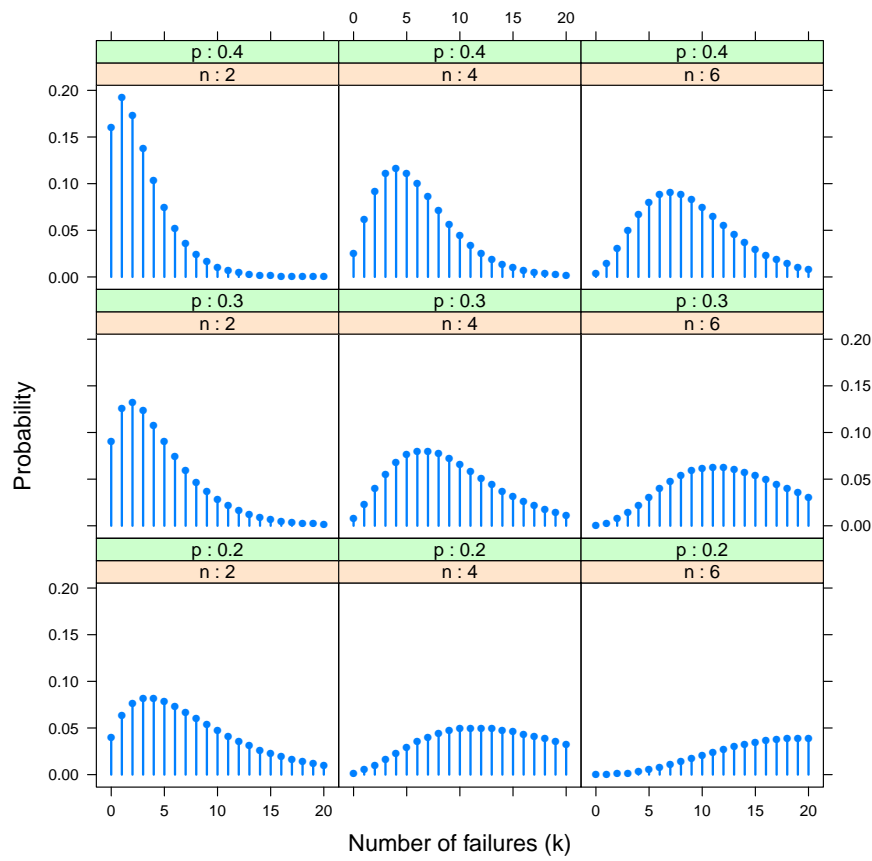 0 5 10 15 20
p : 0.4 p : 0.4 p : 0.4
n : 2 n : 4 n : 6
0.20
0.15
0.10
0.05
0.00
p : 0.3 p : 0.3 p : 0.3
n : 2 n : 4 n : 6
0.20
0.15
0.10
0.05
0.00
Probability
p : 0.2 p : 0.2 p : 0.2
n : 2 n : 4 n : 6
0.20
0.15
0.10
0.05
0.00
0 5 10 15 20 0 5 10 15 20
Number of failures (k)